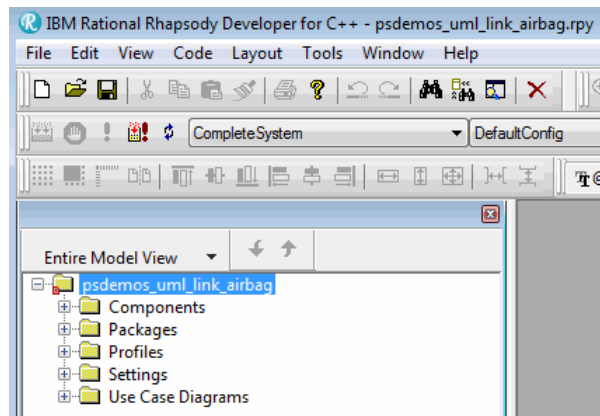 IBM Rational Rhapsody Developer for C++ - psdemos_uml_link_airbag.rpy
File Edit View Code Layout Tools Window Help
CompleteSystem DefaultConfig
Entire Model View
psdemos_uml_link_airbag
Components
Packages
Profiles
Settings
Use Case Diagrams